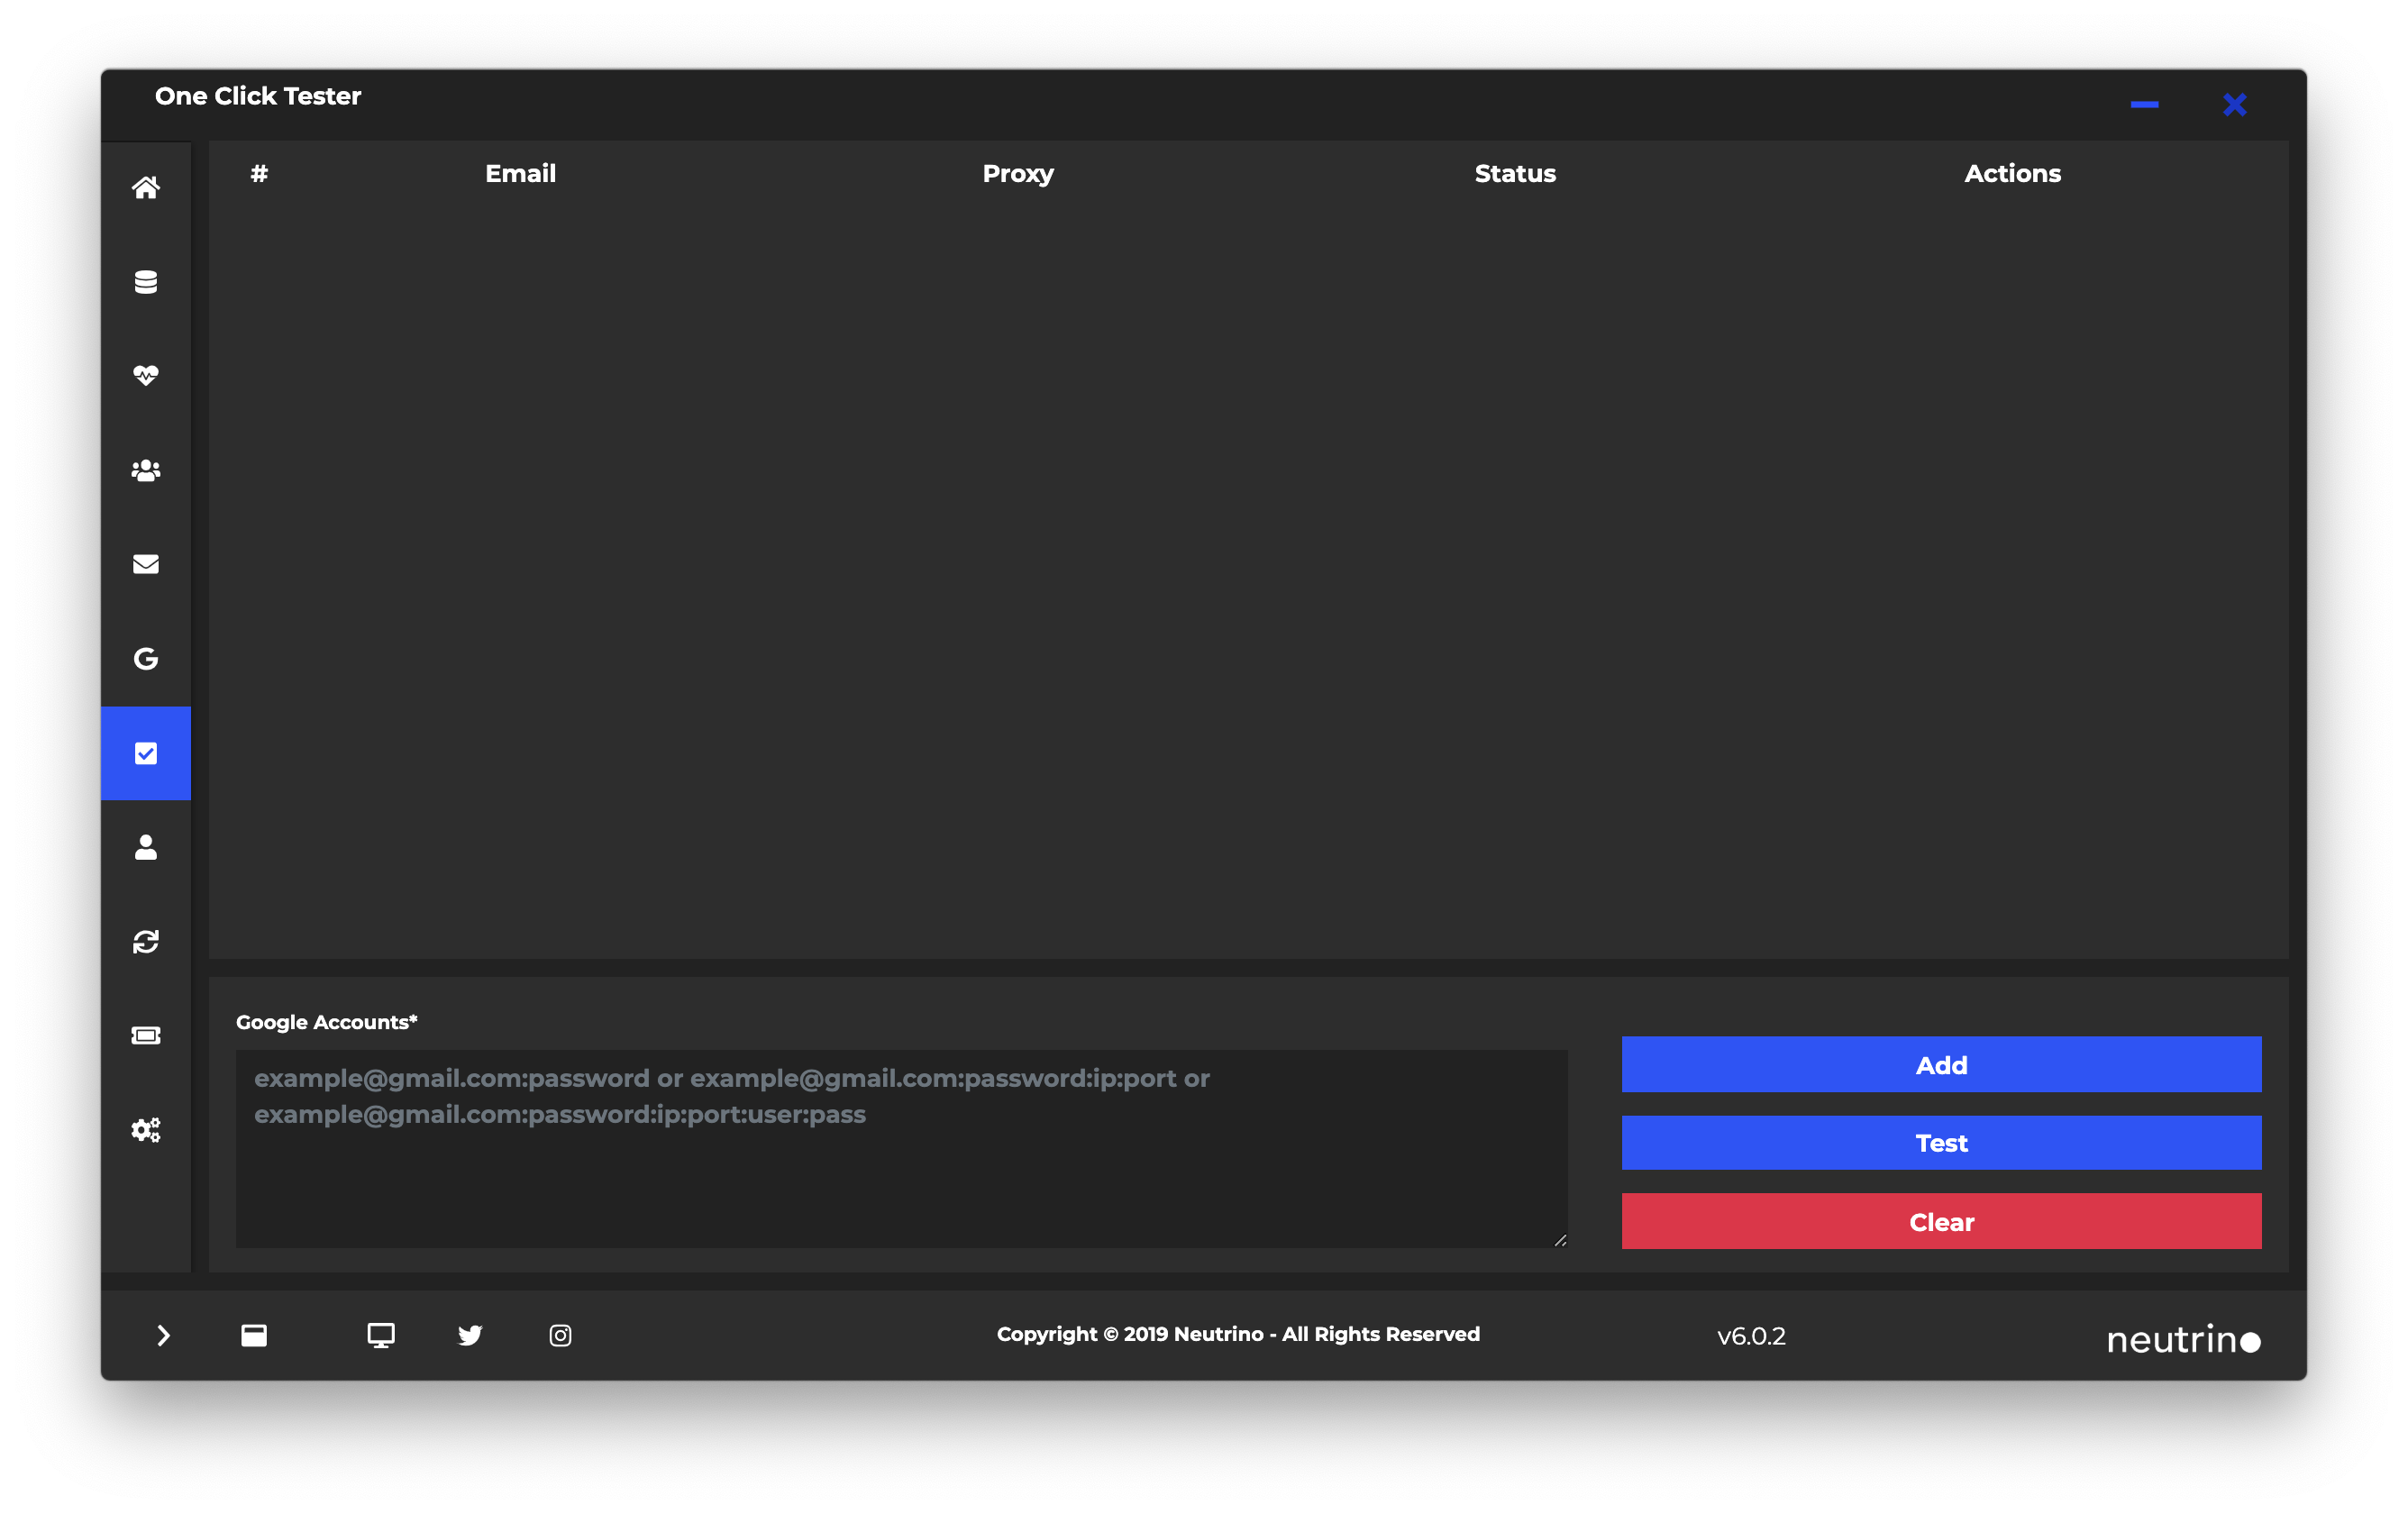 One Click Tester
# Email Proxy Status Actions
Google Accounts*
example@gmail.com:password or example@gmail.com:password:ip:port or
example@gmail.com:password:ip:port:user:pass
Add
Test
Clear
Copyright © 2019 Neutrino - All Rights Reserved
v6.0.2
neutrino